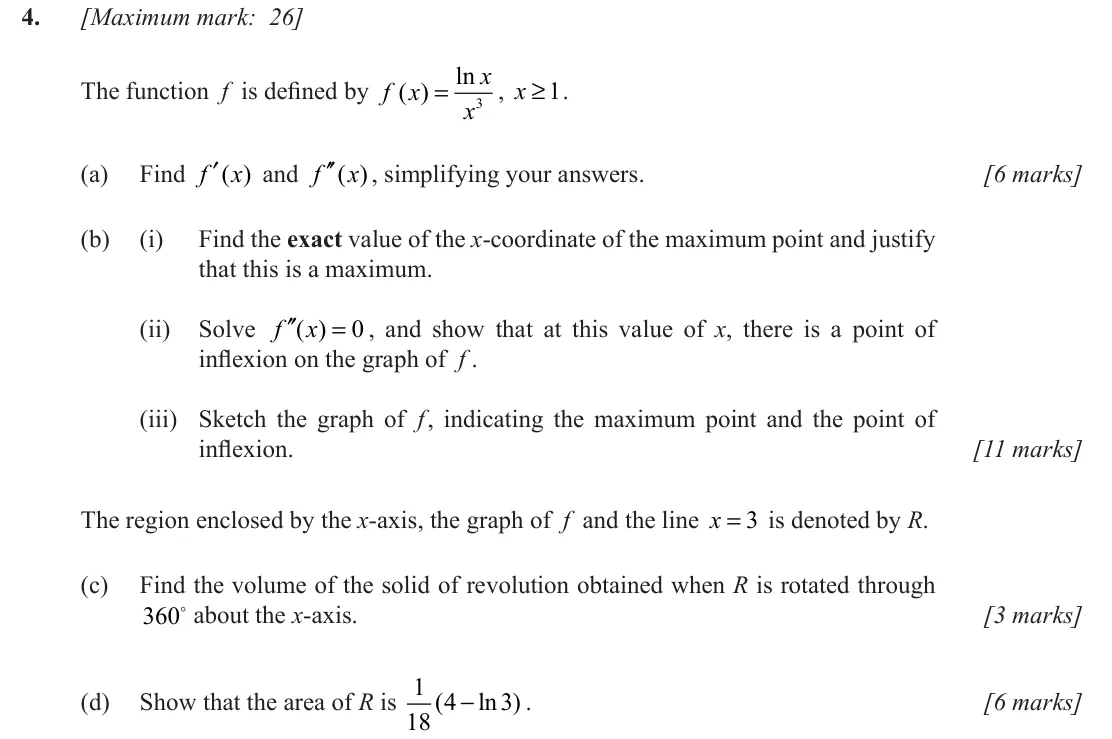 4. [Maximum mark: 26]
The function f is defined by f(x) = ln x / x³, x ≥ 1.
(a) Find f′(x) and f″(x), simplifying your answers. [6 marks]
(b) (i) Find the exact value of the x-coordinate of the maximum point and justify
that this is a maximum.
(ii) Solve f″(x) = 0, and show that at this value of x, there is a point of
inflexion on the graph of f.
(iii) Sketch the graph of f, indicating the maximum point and the point of
inflexion. [11 marks]
The region enclosed by the x-axis, the graph of f and the line x = 3 is denoted by R.
(c) Find the volume of the solid of revolution obtained when R is rotated through
360° about the x-axis. [3 marks]
(d) Show that the area of R is 1/18 (4 − ln 3). [6 marks]